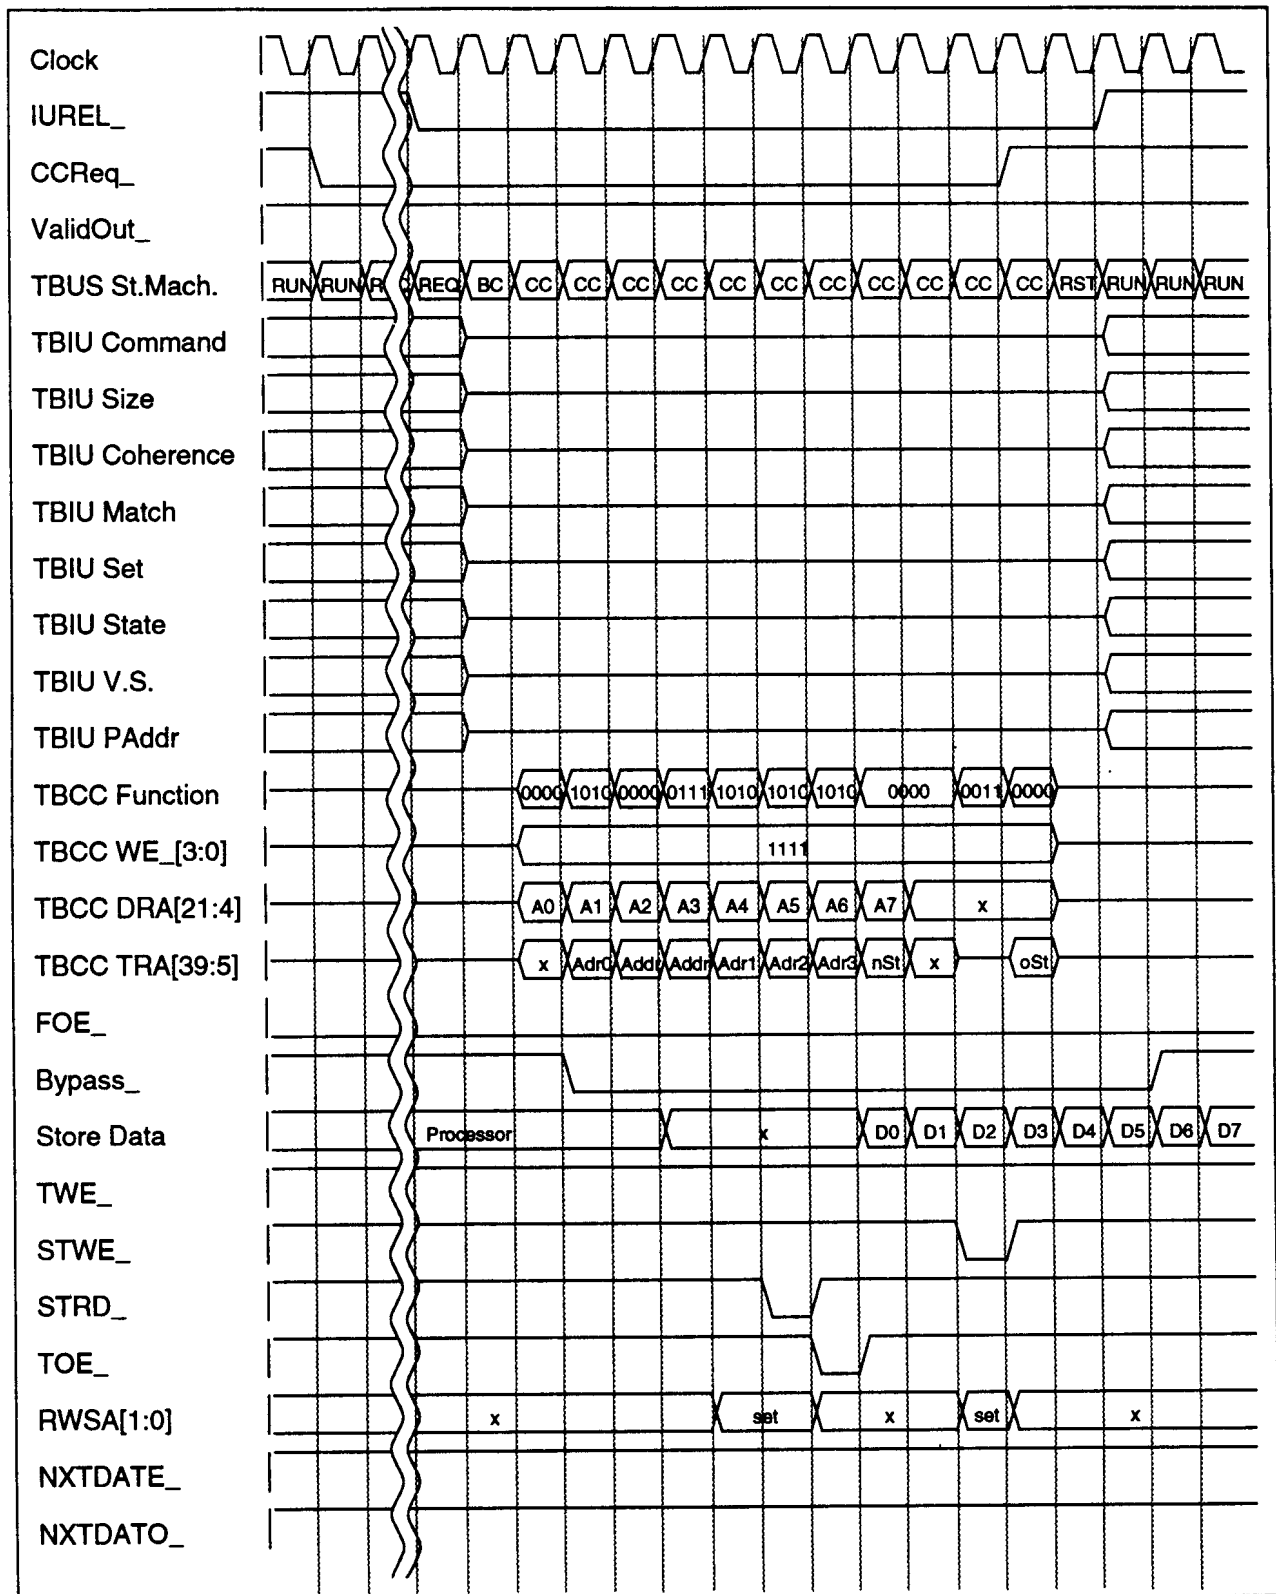 Clock
IUREL_
CCReq_
ValidOut_
TBUS St.Mach. RUN RUN REQ BC CC CC CC CC CC CC CC CC CC CC CC RST RUN RUN RUN
TBIU Command
TBIU Size
TBIU Coherence
TBIU Match
TBIU Set
TBIU State
TBIU V.S.
TBIU PAddr
TBCC Function 0000 1010 0000 0111 1010 1010 1010 0000 0011 0000
TBCC WE_[3:0] 1111
TBCC DRA[21:4] A0 A1 A2 A3 A4 A5 A6 A7 x
TBCC TRA[39:5] x Adr0 Addr Addr Adr1 Adr2 Adr3 nSt x oSt
FOE_
Bypass_
Store Data Processor x D0 D1 D2 D3 D4 D5 D6 D7
TWE_
STWE_
STRD_
TOE_
RWSA[1:0] x set x set x
NXTDATE_
NXTDATO_